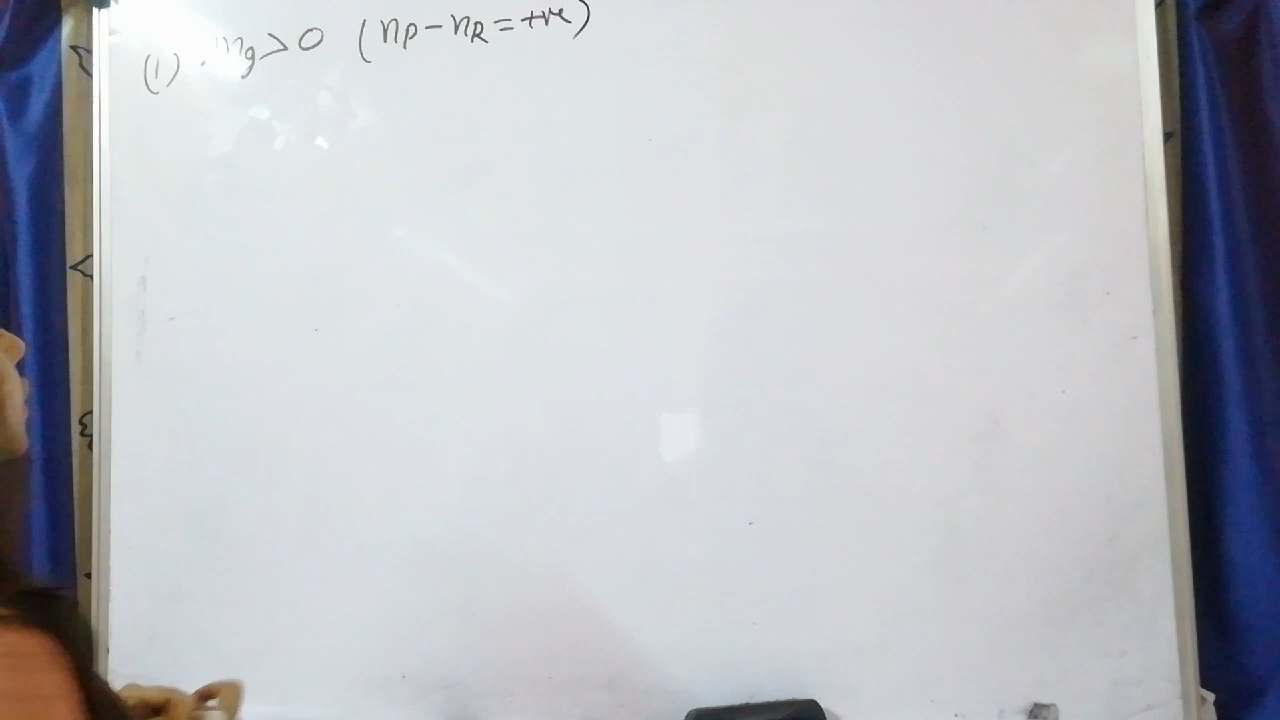 (1) ng > 0 (nP - nR = +ve)